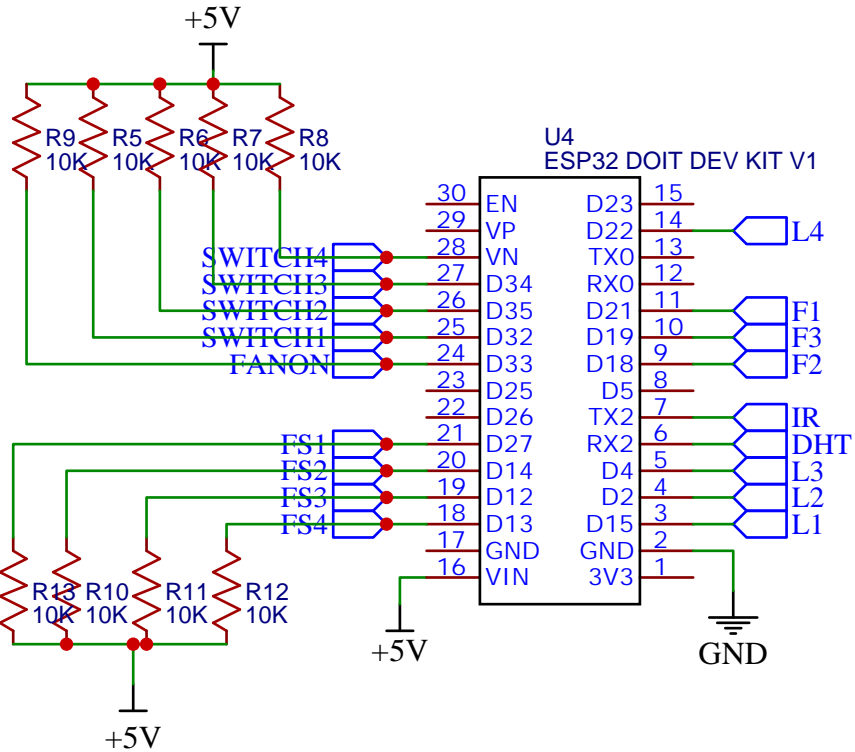 +5V
R9
10K
R5
10K
R6
10K
R7
10K
R8
10K
U4
ESP32 DOIT DEV KIT V1
30 EN D23 15
29 VP D22 14 L4
SWITCH4 28 VN TX0 13
SWITCH3 27 D34 RX0 12
SWITCH2 26 D35 D21 11 F1
SWITCH1 25 D32 D19 10 F3
FANON 24 D33 D18 9 F2
23 D25 D5 8
22 D26 TX2 7 IR
FS1 21 D27 RX2 6 DHT
FS2 20 D14 D4 5 L3
FS3 19 D12 D2 4 L2
FS4 18 D13 D15 3 L1
17 GND GND 2
16 VIN 3V3 1
R13
10K
R10
10K
R11
10K
R12
10K
+5V
GND
+5V